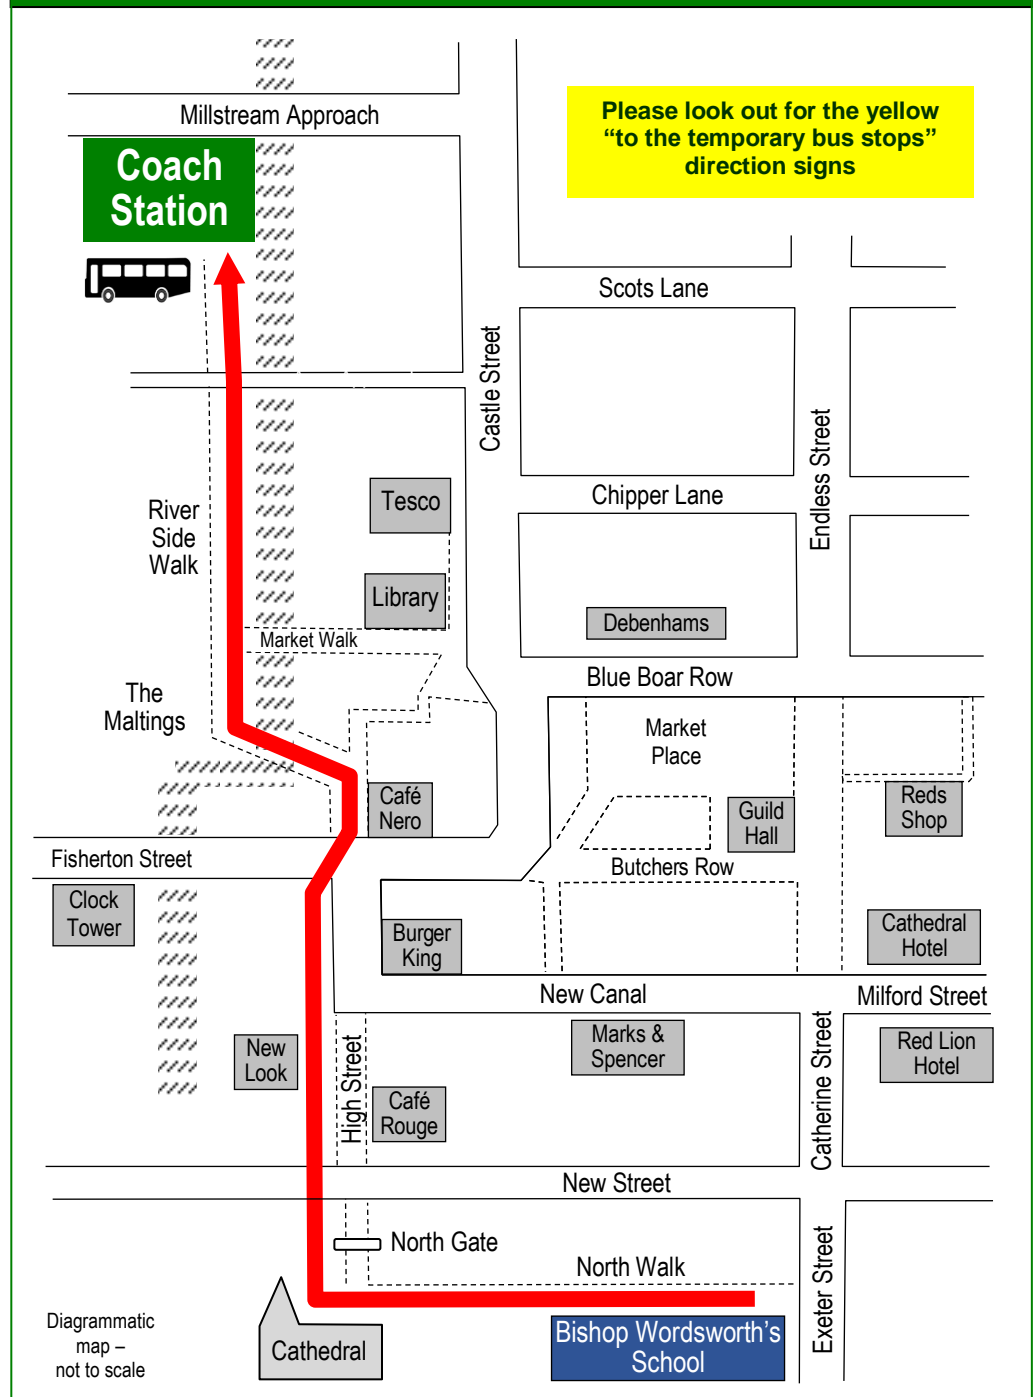 Millstream Approach
Please look out for the yellow
“to the temporary bus stops”
direction signs
Coach
Station
Scots Lane
Castle Street
Endless Street
Tesco
Chipper Lane
River
Side
Walk
Library
Debenhams
Market Walk
Blue Boar Row
The
Maltings
Market
Place
Café
Nero
Guild
Hall
Reds
Shop
Fisherton Street
Butchers Row
Clock
Tower
Burger
King
Cathedral
Hotel
New Canal
Milford Street
New
Look
High Street
Marks &
Spencer
Catherine Street
Red Lion
Hotel
Café
Rouge
New Street
North Gate
North Walk
Exeter Street
Diagrammatic
map –
not to scale
Cathedral
Bishop Wordsworth’s
School